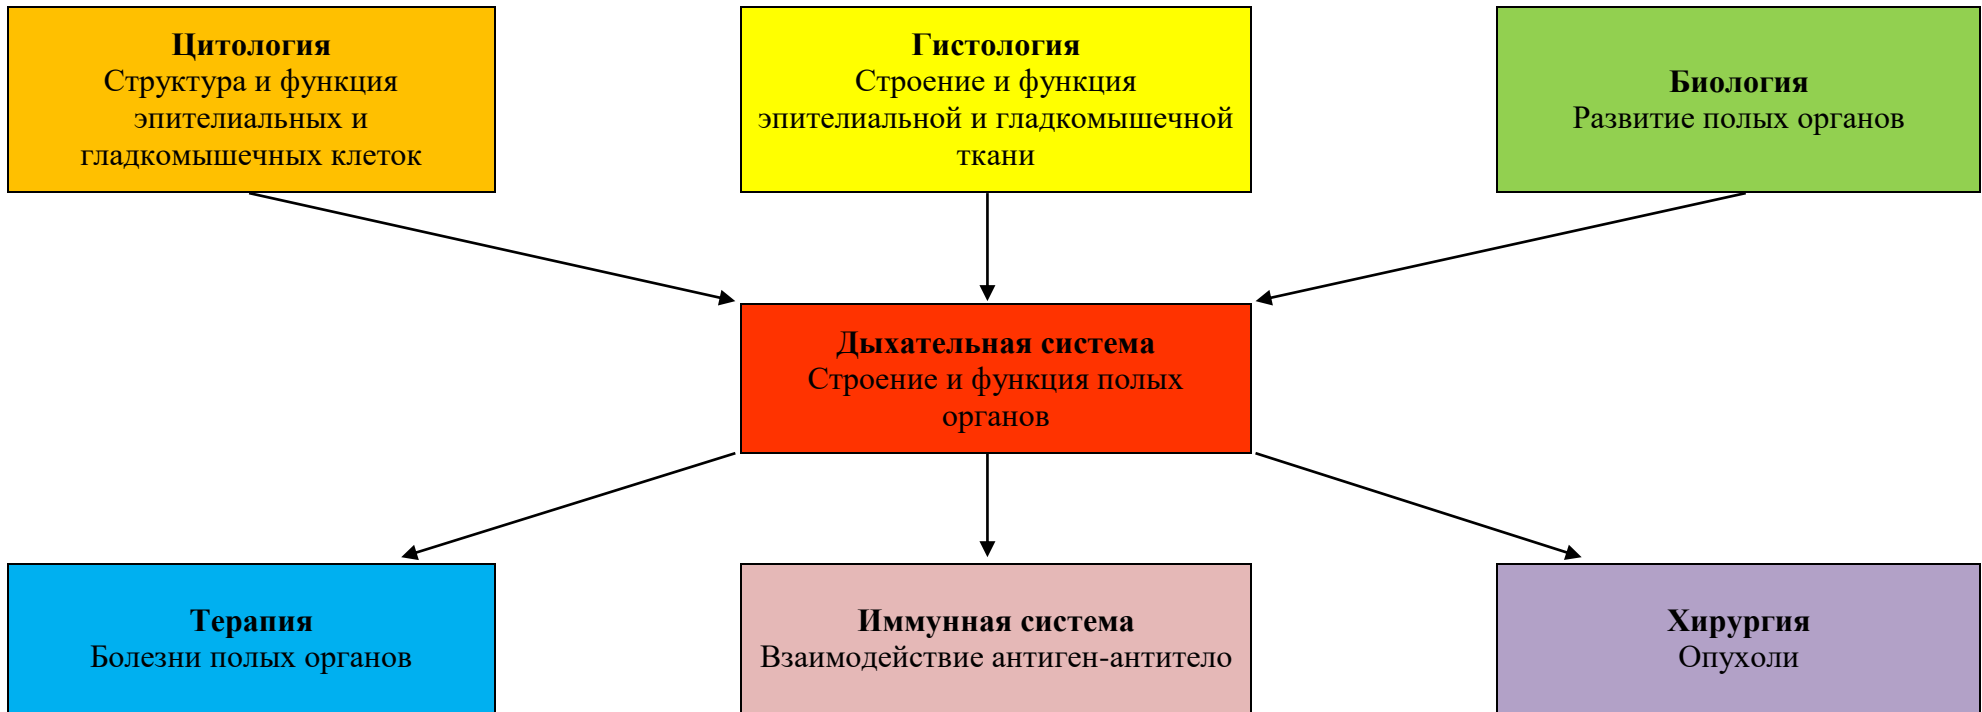 Цитология
Структура и функция
эпителиальных и
гладкомышечных клеток
Гистология
Строение и функция
эпителиальной и гладкомышечной
ткани
Биология
Развитие полых органов
Дыхательная система
Строение и функция полых
органов
Терапия
Болезни полых органов
Иммунная система
Взаимодействие антиген-антитело
Хирургия
Опухоли